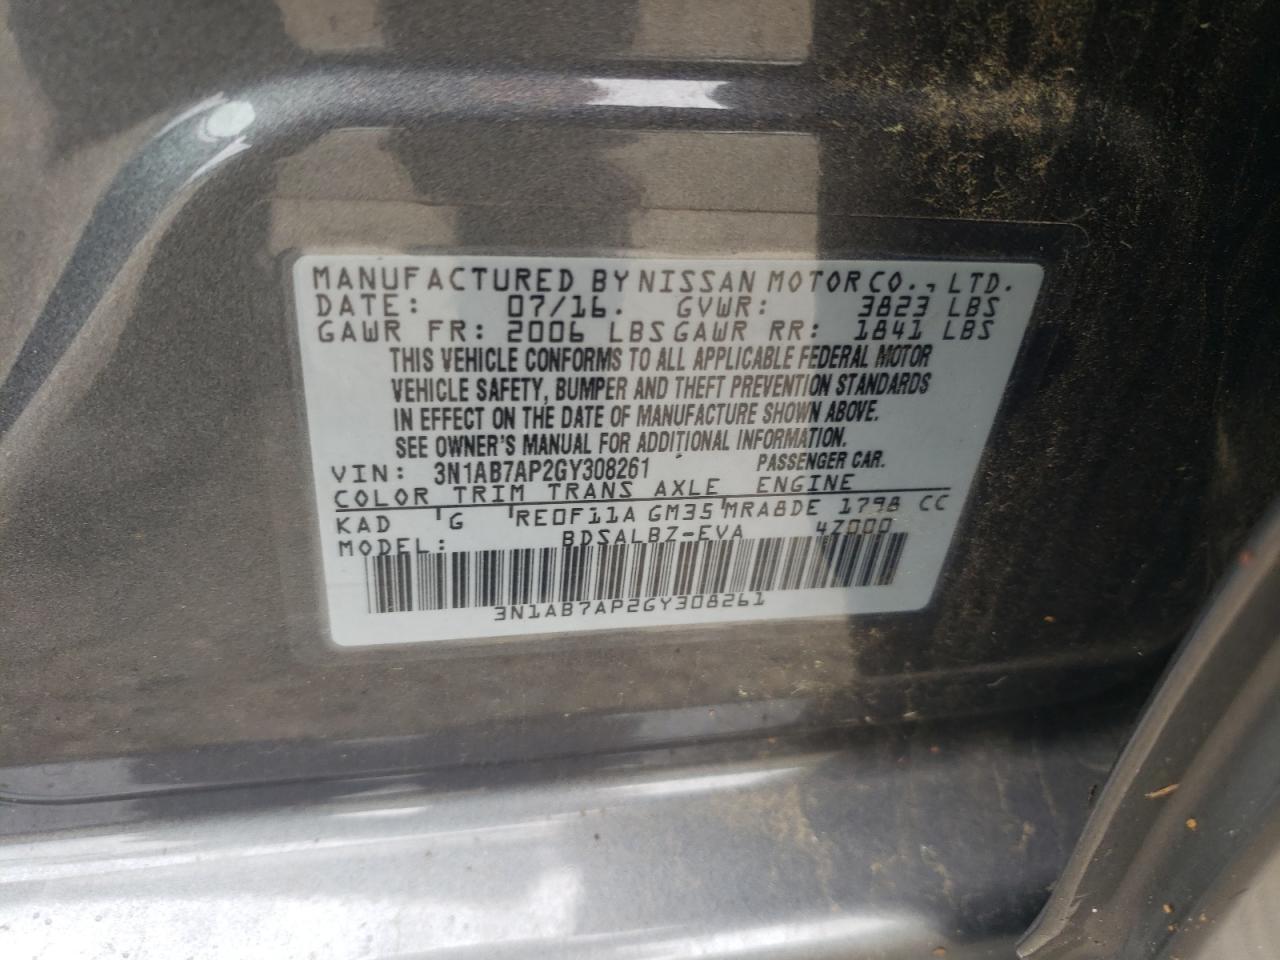 MANUFACTURED BY NISSAN MOTOR CO., LTD.
DATE: 07/16. GVWR: 3823 LBS
GAWR FR: 2006 LBS GAWR RR: 1841 LBS
THIS VEHICLE CONFORMS TO ALL APPLICABLE FEDERAL MOTOR
VEHICLE SAFETY, BUMPER AND THEFT PREVENTION STANDARDS
IN EFFECT ON THE DATE OF MANUFACTURE SHOWN ABOVE.
SEE OWNER'S MANUAL FOR ADDITIONAL INFORMATION.
VIN: 3N1AB7AP2GY308261 PASSENGER CAR.
COLOR TRIM TRANS AXLE ENGINE
KAD G RE0F11A GM35 MRA8DE 1798 CC
MODEL: BDSALBZ-EVA 4Z000
3N1AB7AP2GY308261